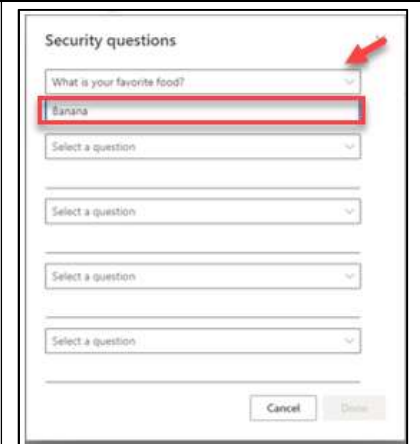 Security questions
What is your favorite food?
Banana
Select a question
Select a question
Select a question
Select a question
Cancel Done